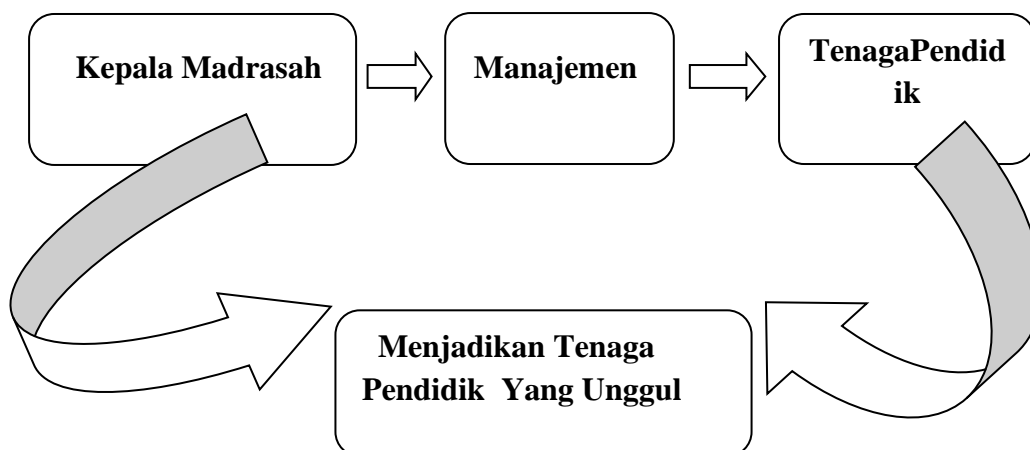 Kepala Madrasah
Manajemen
TenagaPendid
ik
Menjadikan Tenaga
Pendidik  Yang Unggul